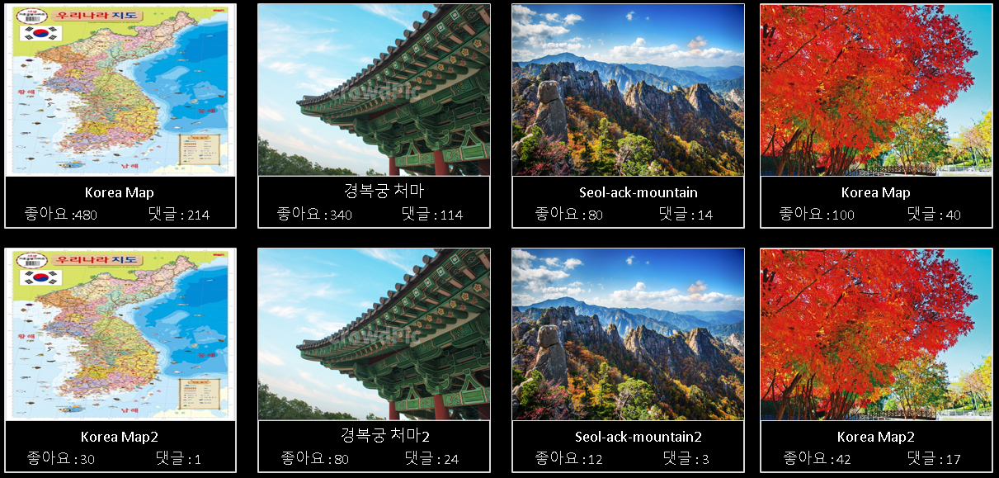 우리나라 지도
황해
동해
남해
crowdPic
Korea Map
좋아요 :480 댓글 : 214
경복궁 처마
좋아요 : 340 댓글 : 114
Seol-ack-mountain
좋아요 : 80 댓글 : 14
Korea Map
좋아요 : 100 댓글 : 40
우리나라 지도
황해
동해
남해
crowdPic
Korea Map2
좋아요 : 30 댓글 : 1
경복궁 처마2
좋아요 : 80 댓글 : 24
Seol-ack-mountain2
좋아요 : 12 댓글 : 3
Korea Map2
좋아요 : 42 댓글 : 17